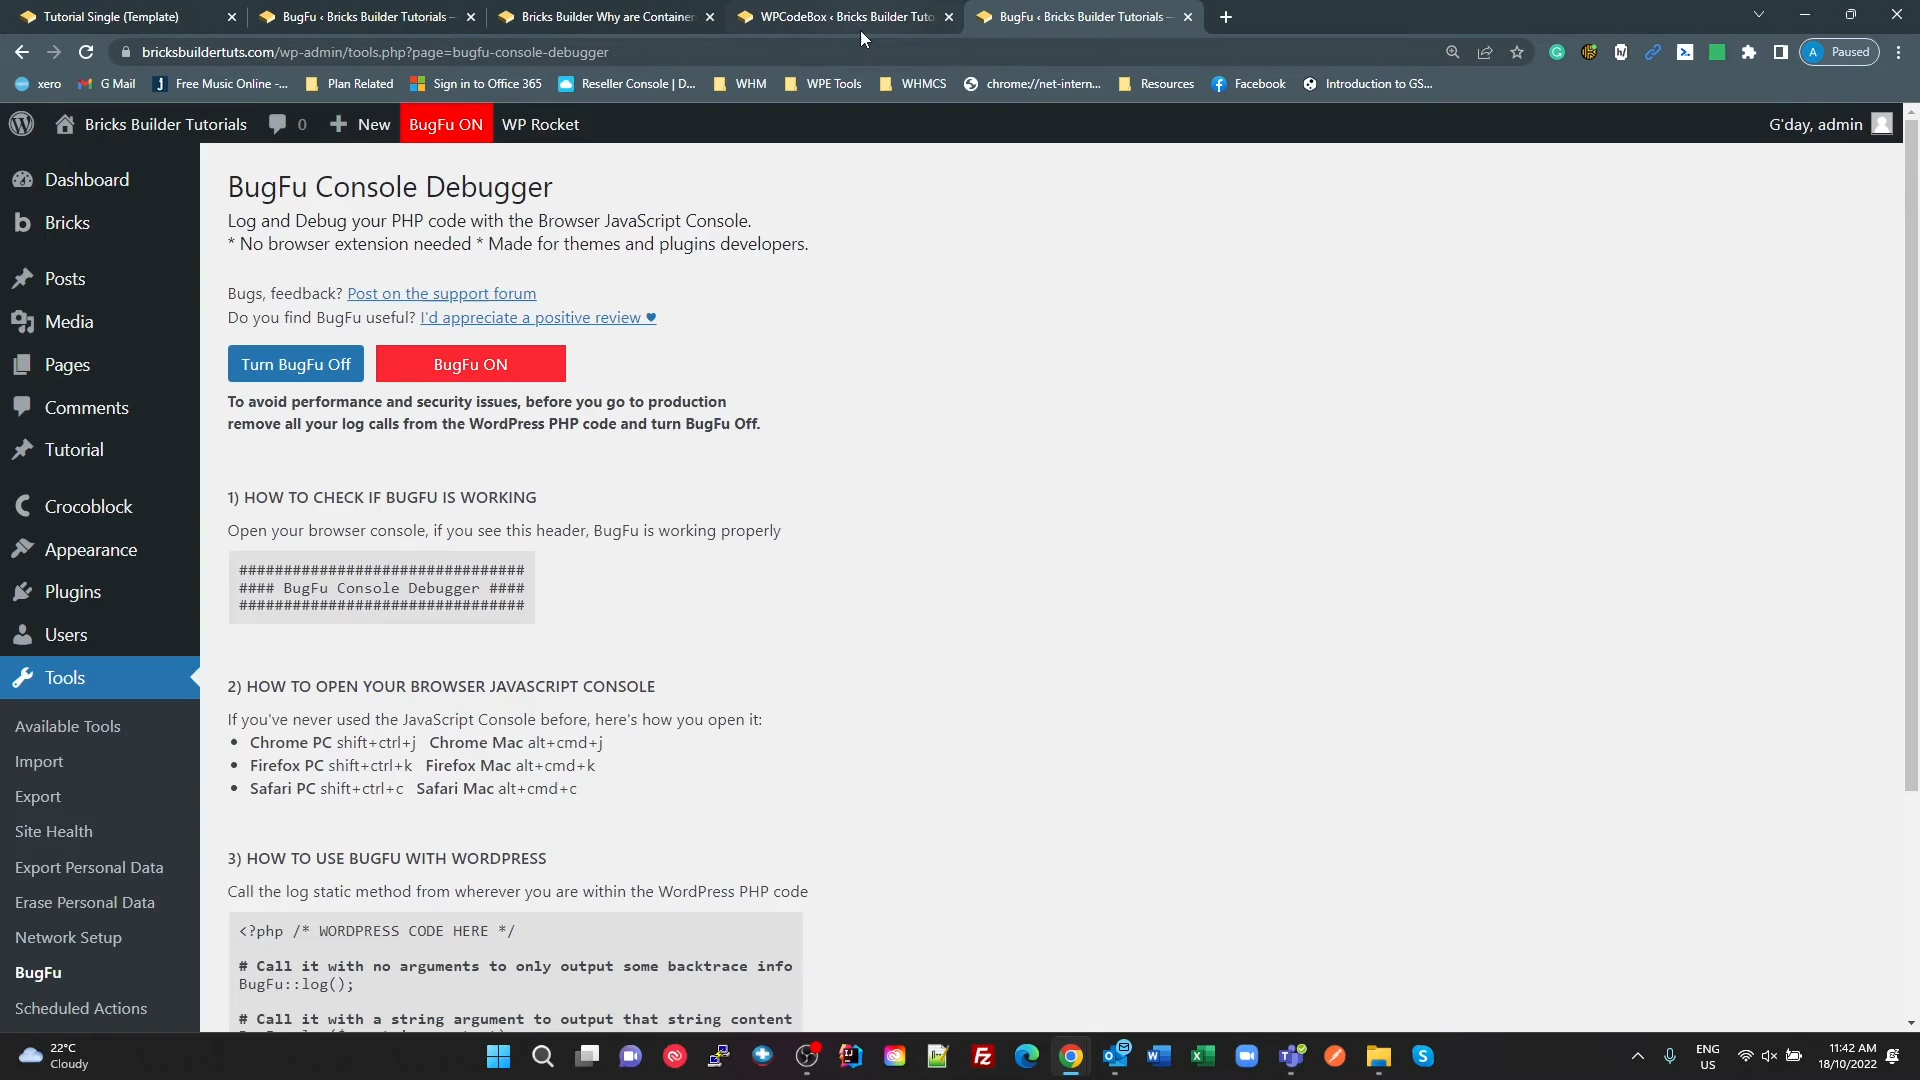 Tutorial Single (Template)
BugFu ‹ Bricks Builder Tutorials —
Bricks Builder Why are Container
WPCodeBox ‹ Bricks Builder Tuto
BugFu ‹ Bricks Builder Tutorials —
bricksbuildertuts.com/wp-admin/tools.php?page=bugfu-console-debugger
A Paused
xero
G Mail
Free Music Online -...
Plan Related
Sign in to Office 365
Reseller Console | D...
WHM
WPE Tools
WHMCS
chrome://net-intern...
Resources
Facebook
Introduction to GS...
Bricks Builder Tutorials
0
New
BugFu ON
WP Rocket
G'day, admin
Dashboard
Bricks
Posts
Media
Pages
Comments
Tutorial
Crocoblock
Appearance
Plugins
Users
Tools
Available Tools
Import
Export
Site Health
Export Personal Data
Erase Personal Data
Network Setup
BugFu
Scheduled Actions
BugFu Console Debugger
Log and Debug your PHP code with the Browser JavaScript Console.
* No browser extension needed * Made for themes and plugins developers.
Bugs, feedback? Post on the support forum
Do you find BugFu useful? I'd appreciate a positive review ♥
Turn BugFu Off
BugFu ON
To avoid performance and security issues, before you go to production
remove all your log calls from the WordPress PHP code and turn BugFu Off.
1) HOW TO CHECK IF BUGFU IS WORKING
Open your browser console, if you see this header, BugFu is working properly
################################
#### BugFu Console Debugger ####
################################
2) HOW TO OPEN YOUR BROWSER JAVASCRIPT CONSOLE
If you've never used the JavaScript Console before, here's how you open it:
• Chrome PC shift+ctrl+j Chrome Mac alt+cmd+j
• Firefox PC shift+ctrl+k Firefox Mac alt+cmd+k
• Safari PC shift+ctrl+c Safari Mac alt+cmd+c
3) HOW TO USE BUGFU WITH WORDPRESS
Call the log static method from wherever you are within the WordPress PHP code
<?php /* WORDPRESS CODE HERE */
# Call it with no arguments to only output some backtrace info
BugFu::log();
# Call it with a string argument to output that string content
22°C
Cloudy
ENG
US
11:42 AM
18/10/2022